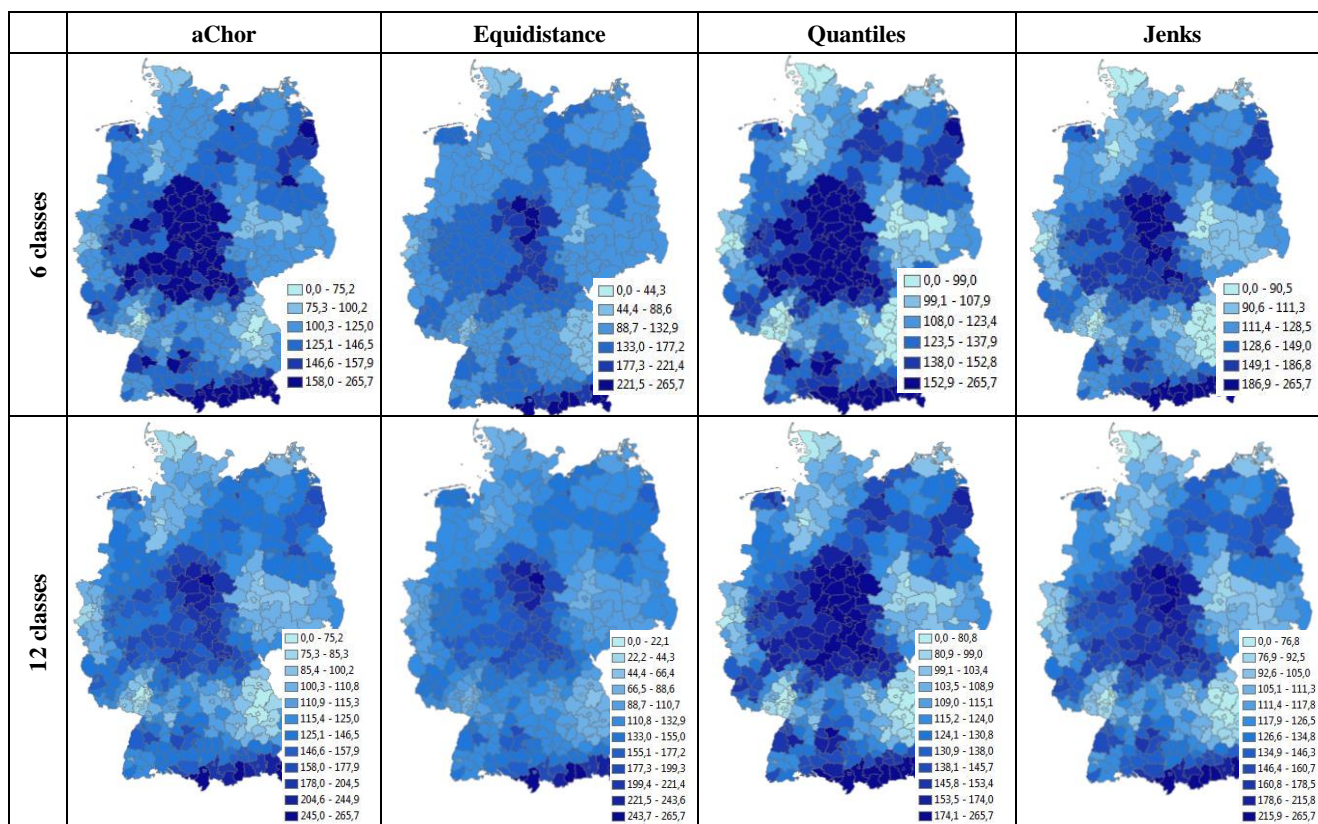 aChor
Equidistance
Quantiles
Jenks
6 classes
0,0 - 75,2
75,3 - 100,2
100,3 - 125,0
125,1 - 146,5
146,6 - 157,9
158,0 - 265,7
0,0 - 44,3
44,4 - 88,6
88,7 - 132,9
133,0 - 177,2
177,3 - 221,4
221,5 - 265,7
0,0 - 99,0
99,1 - 107,9
108,0 - 123,4
123,5 - 137,9
138,0 - 152,8
152,9 - 265,7
0,0 - 90,5
90,6 - 111,3
111,4 - 128,5
128,6 - 149,0
149,1 - 186,8
186,9 - 265,7
12 classes
0,0 - 75,2
75,3 - 85,3
85,4 - 100,2
100,3 - 110,8
110,9 - 115,3
115,4 - 125,0
125,1 - 146,5
146,6 - 157,9
158,0 - 177,9
178,0 - 204,5
204,6 - 244,9
245,0 - 265,7
0,0 - 22,1
22,2 - 44,3
44,4 - 66,4
66,5 - 88,6
88,7 - 110,7
110,8 - 132,9
133,0 - 155,0
155,1 - 177,2
177,3 - 199,3
199,4 - 221,4
221,5 - 243,6
243,7 - 265,7
0,0 - 80,8
80,9 - 99,0
99,1 - 103,4
103,5 - 108,9
109,0 - 115,1
115,2 - 124,0
124,1 - 130,8
130,9 - 138,0
138,1 - 145,7
145,8 - 153,4
153,5 - 174,0
174,1 - 265,7
0,0 - 76,8
76,9 - 92,5
92,6 - 105,0
105,1 - 111,3
111,4 - 117,8
117,9 - 126,5
126,6 - 134,8
134,9 - 146,3
146,4 - 160,7
160,8 - 178,5
178,6 - 215,8
215,9 - 265,7